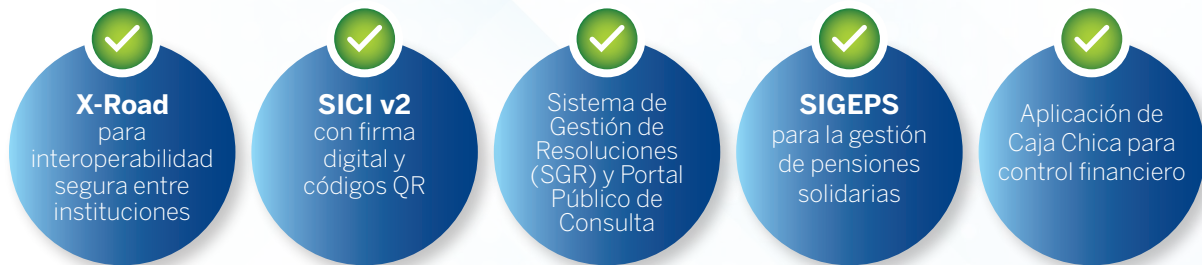 X-Road
para
interoperabilidad
segura entre
instituciones
SICI v2
con firma
digital y
códigos QR
Sistema de
Gestión de
Resoluciones
(SGR) y Portal
Público de
Consulta
SIGEPS
para la gestión
de pensiones
solidarias
Aplicación de
Caja Chica para
control financiero